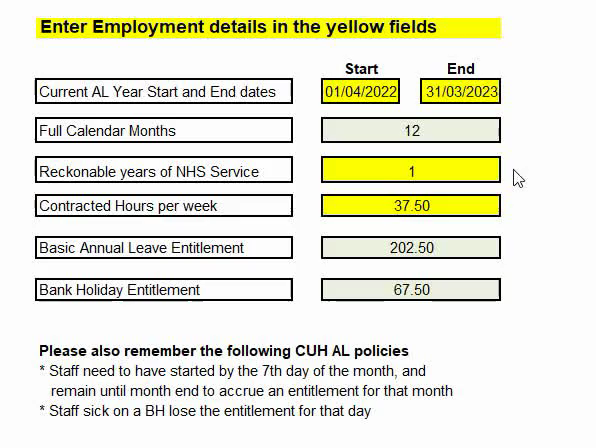 Enter Employment details in the yellow fields
Start End
Current AL Year Start and End dates 01/04/2022 31/03/2023
Full Calendar Months 12
Reckonable years of NHS Service 1
Contracted Hours per week 37.50
Basic Annual Leave Entitlement 202.50
Bank Holiday Entitlement 67.50
Please also remember the following CUH AL policies
* Staff need to have started by the 7th day of the month, and
remain until month end to accrue an entitlement for that month
* Staff sick on a BH lose the entitlement for that day